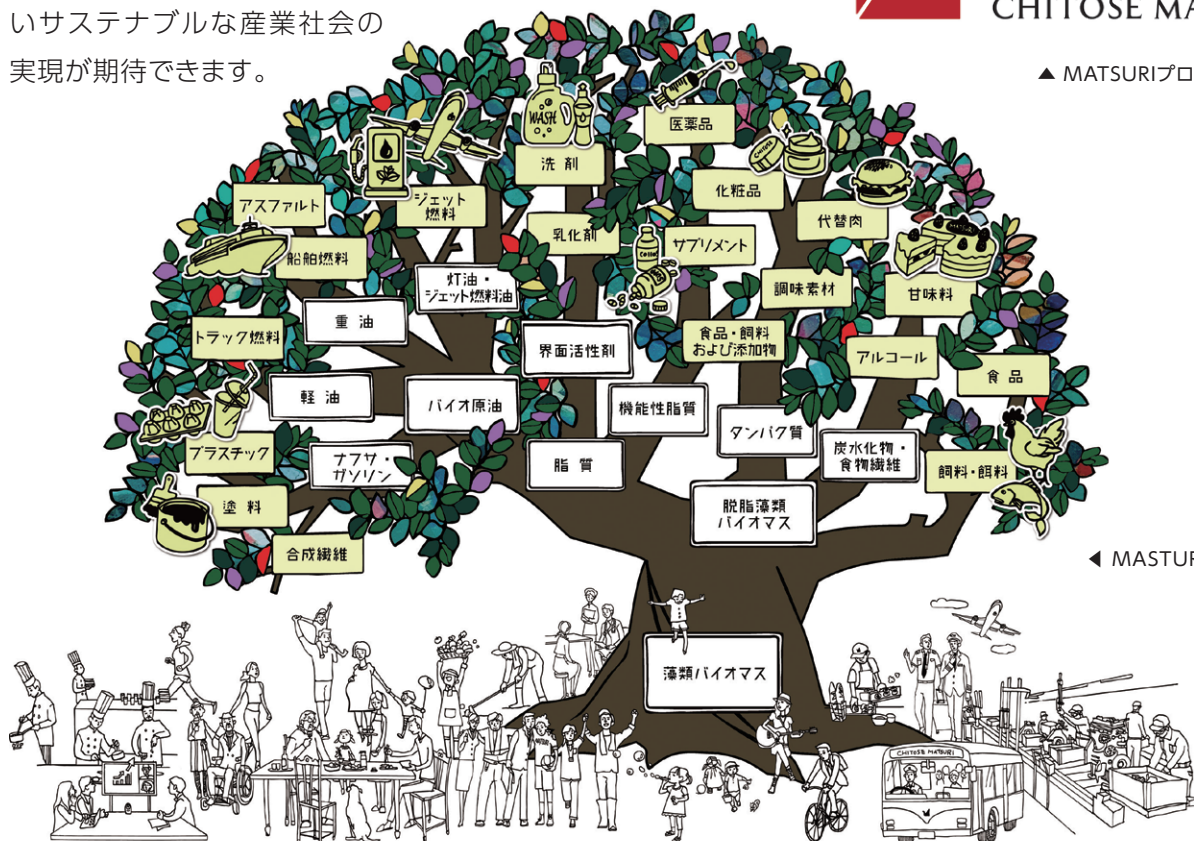 いサステナブルな産業社会の
実現が期待できます。
CHITOSE MA
▲ MATSURIプロ
WASH
医薬品
洗剤
CHITOSE
化粧品
アスファルト
ジェット
燃料
代替肉
乳化剤
サプリメント
船舶燃料
灯油・
ジェット燃料油
調味素材
甘味料
重油
トラック燃料
界面活性剤
食品・飼料
および添加物
アルコール
食品
軽油
バイオ原油
機能性脂質
タンパク質
プラスチック
ナフサ・
ガソリン
脂質
炭水化物・
食物繊維
飼料・餌料
塗料
脱脂藻類
バイオマス
合成繊維
◀ MASTUR
藻類バイオマス
CHITOSE MATSURI